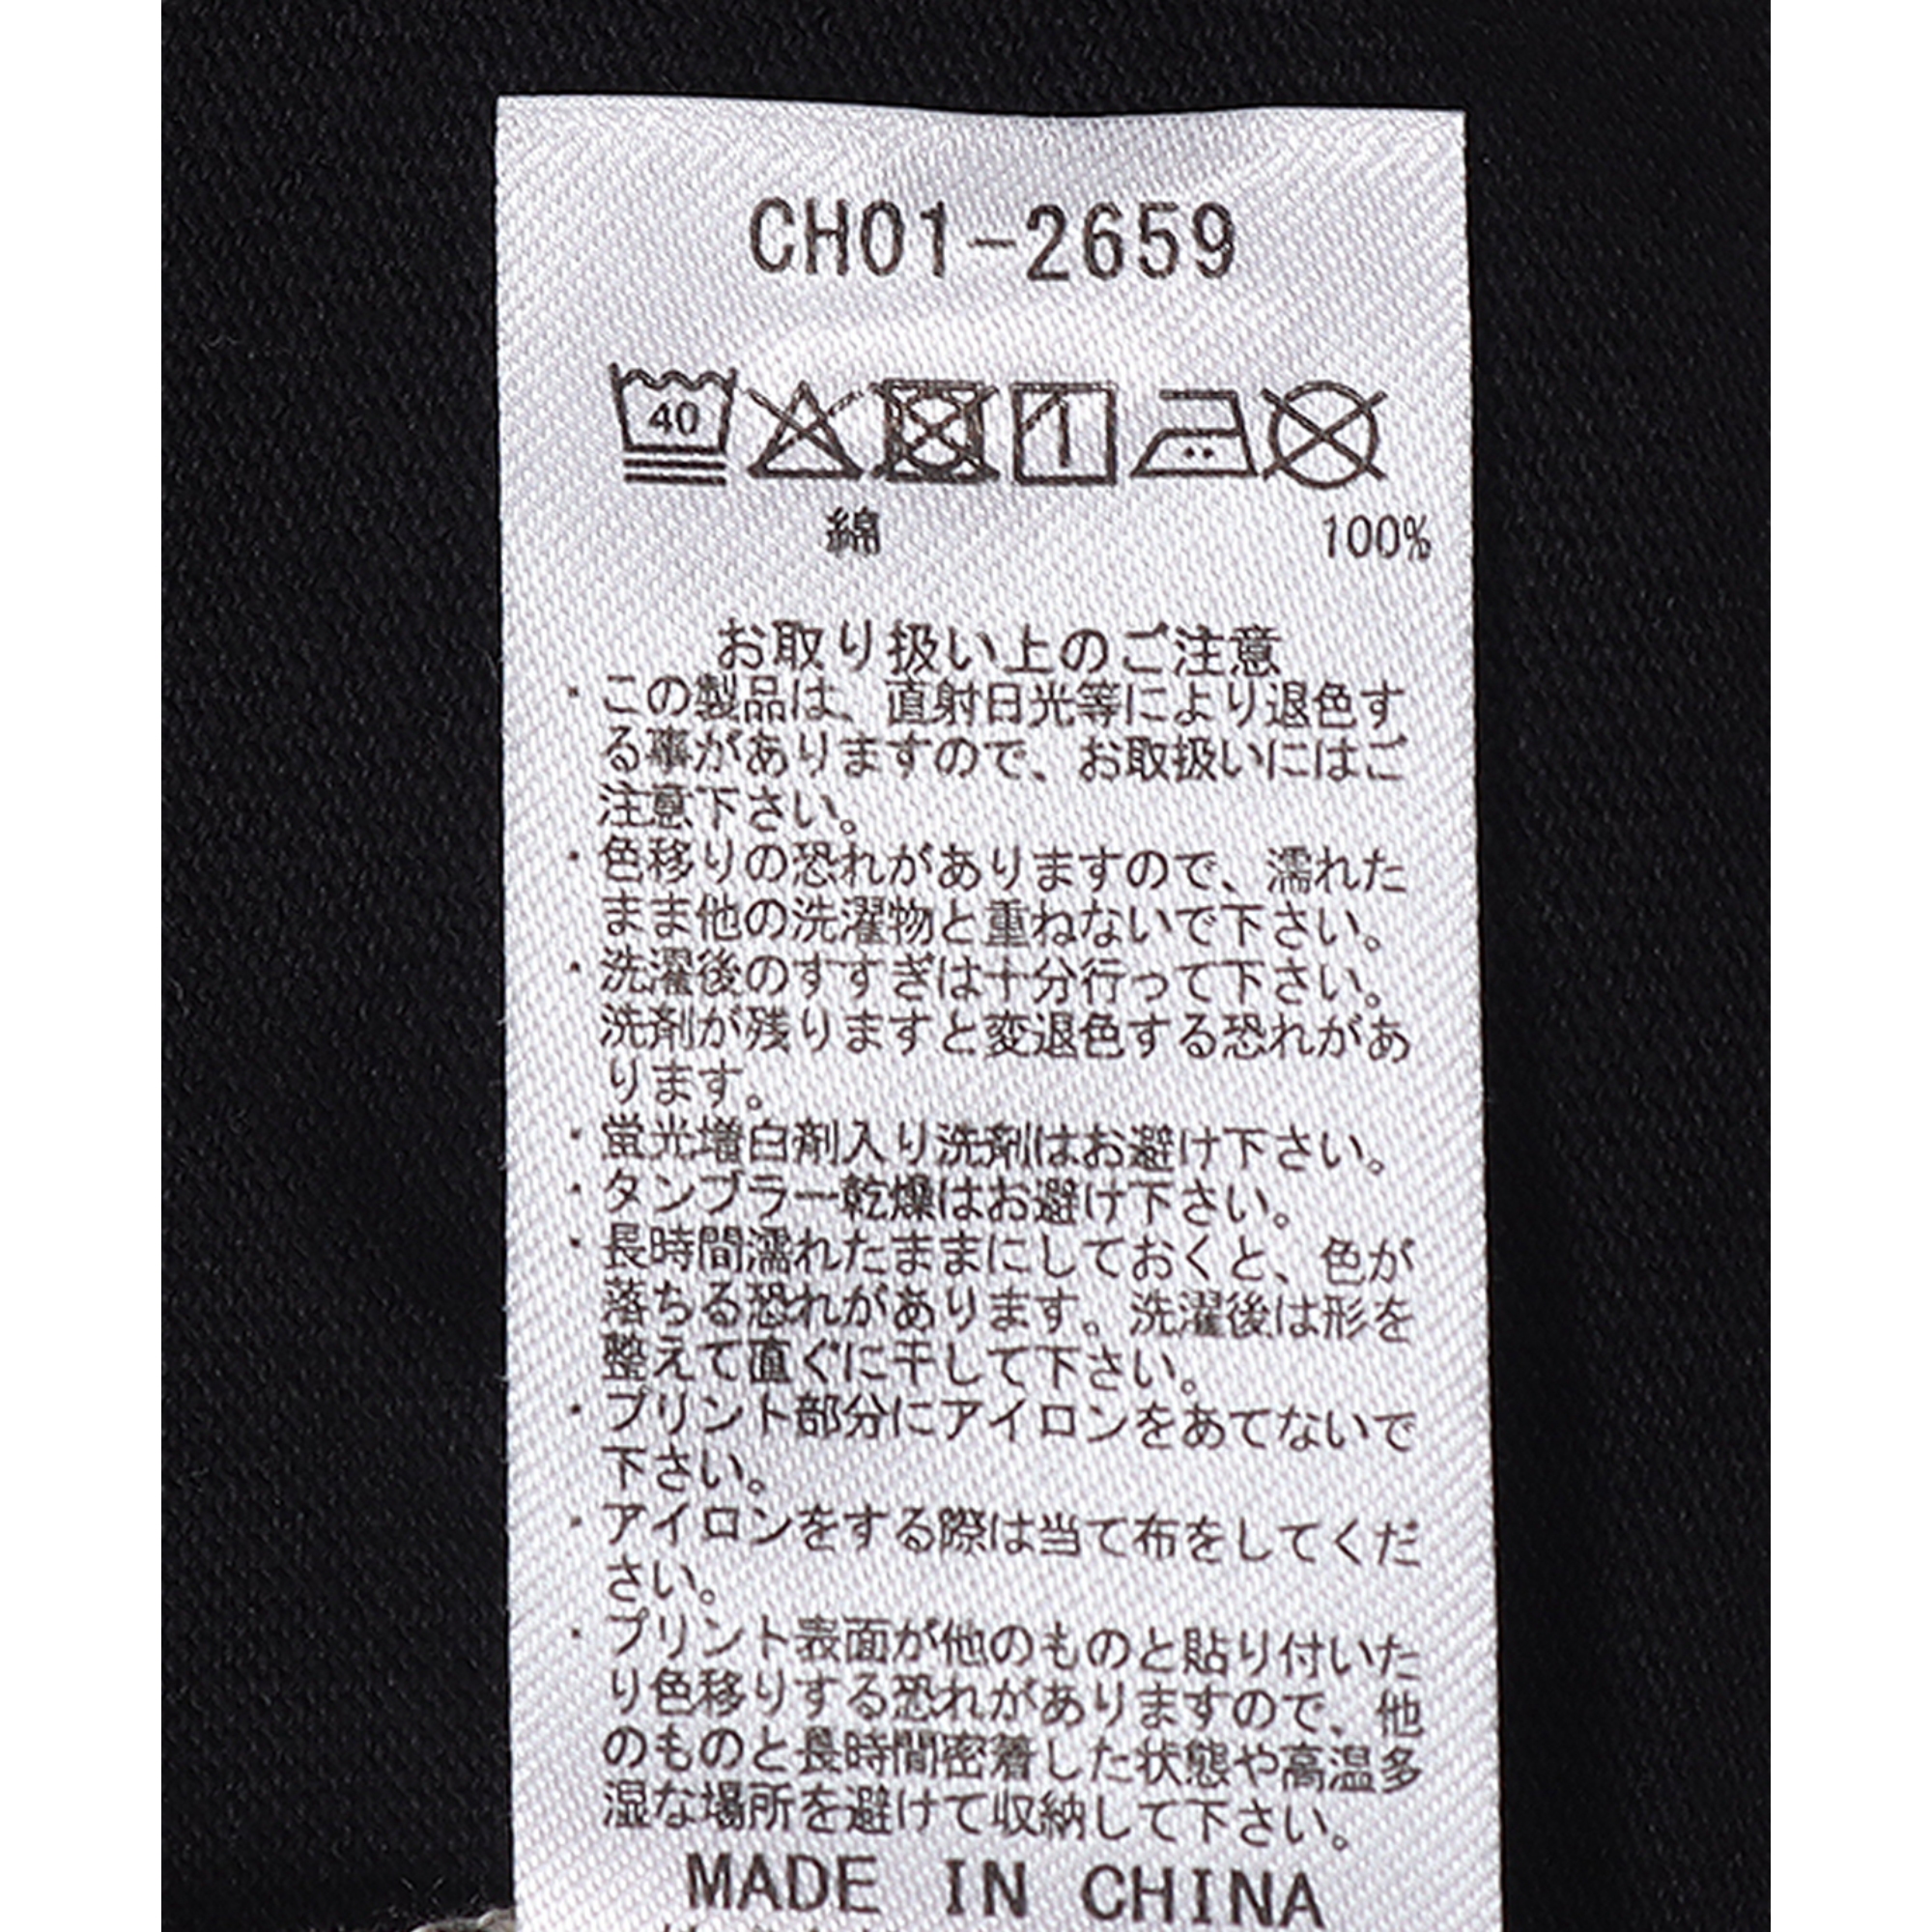 CH01-2659
40
綿 100%
お取り扱い上のご注意
・この製品は、直射日光等により退色す
る事がありますので、お取扱いにはご
注意下さい。
・色移りの恐れがありますので、濡れた
まま他の洗濯物と重ねないで下さい。
・洗濯後のすすぎは十分行って下さい。
洗剤が残りますと変退色する恐れがあ
ります。
・蛍光増白剤入り洗剤はお避け下さい。
・タンブラー乾燥はお避け下さい。
・長時間濡れたままにしておくと、色が
落ちる恐れがあります。洗濯後は形を
整えて直ぐに干して下さい。
・プリント部分にアイロンをあてないで
下さい。
・アイロンをする際は当て布をしてくだ
さい。
・プリント表面が他のものと貼り付いた
り色移りする恐れがありますので、他
のものと長時間密着した状態や高温多
湿な場所を避けて収納して下さい。
MADE IN CHINA